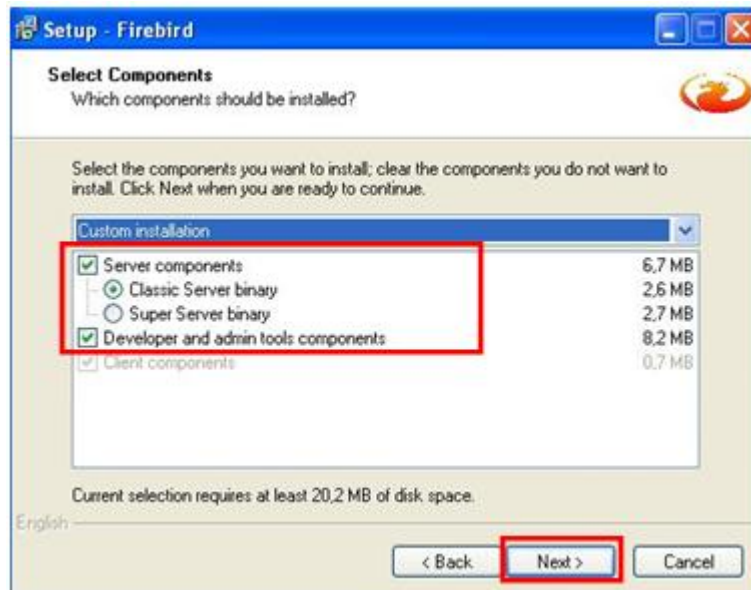 Setup - Firebird
Select Components
Which components should be installed?
Select the components you want to install; clear the components you do not want to
install. Click Next when you are ready to continue.
Custom installation
Server components 6,7 MB
Classic Server binary 2,6 MB
Super Server binary 2,7 MB
Developer and admin tools components 8,2 MB
Client components 0,7 MB
Current selection requires at least 20,2 MB of disk space.
English
< Back Next > Cancel